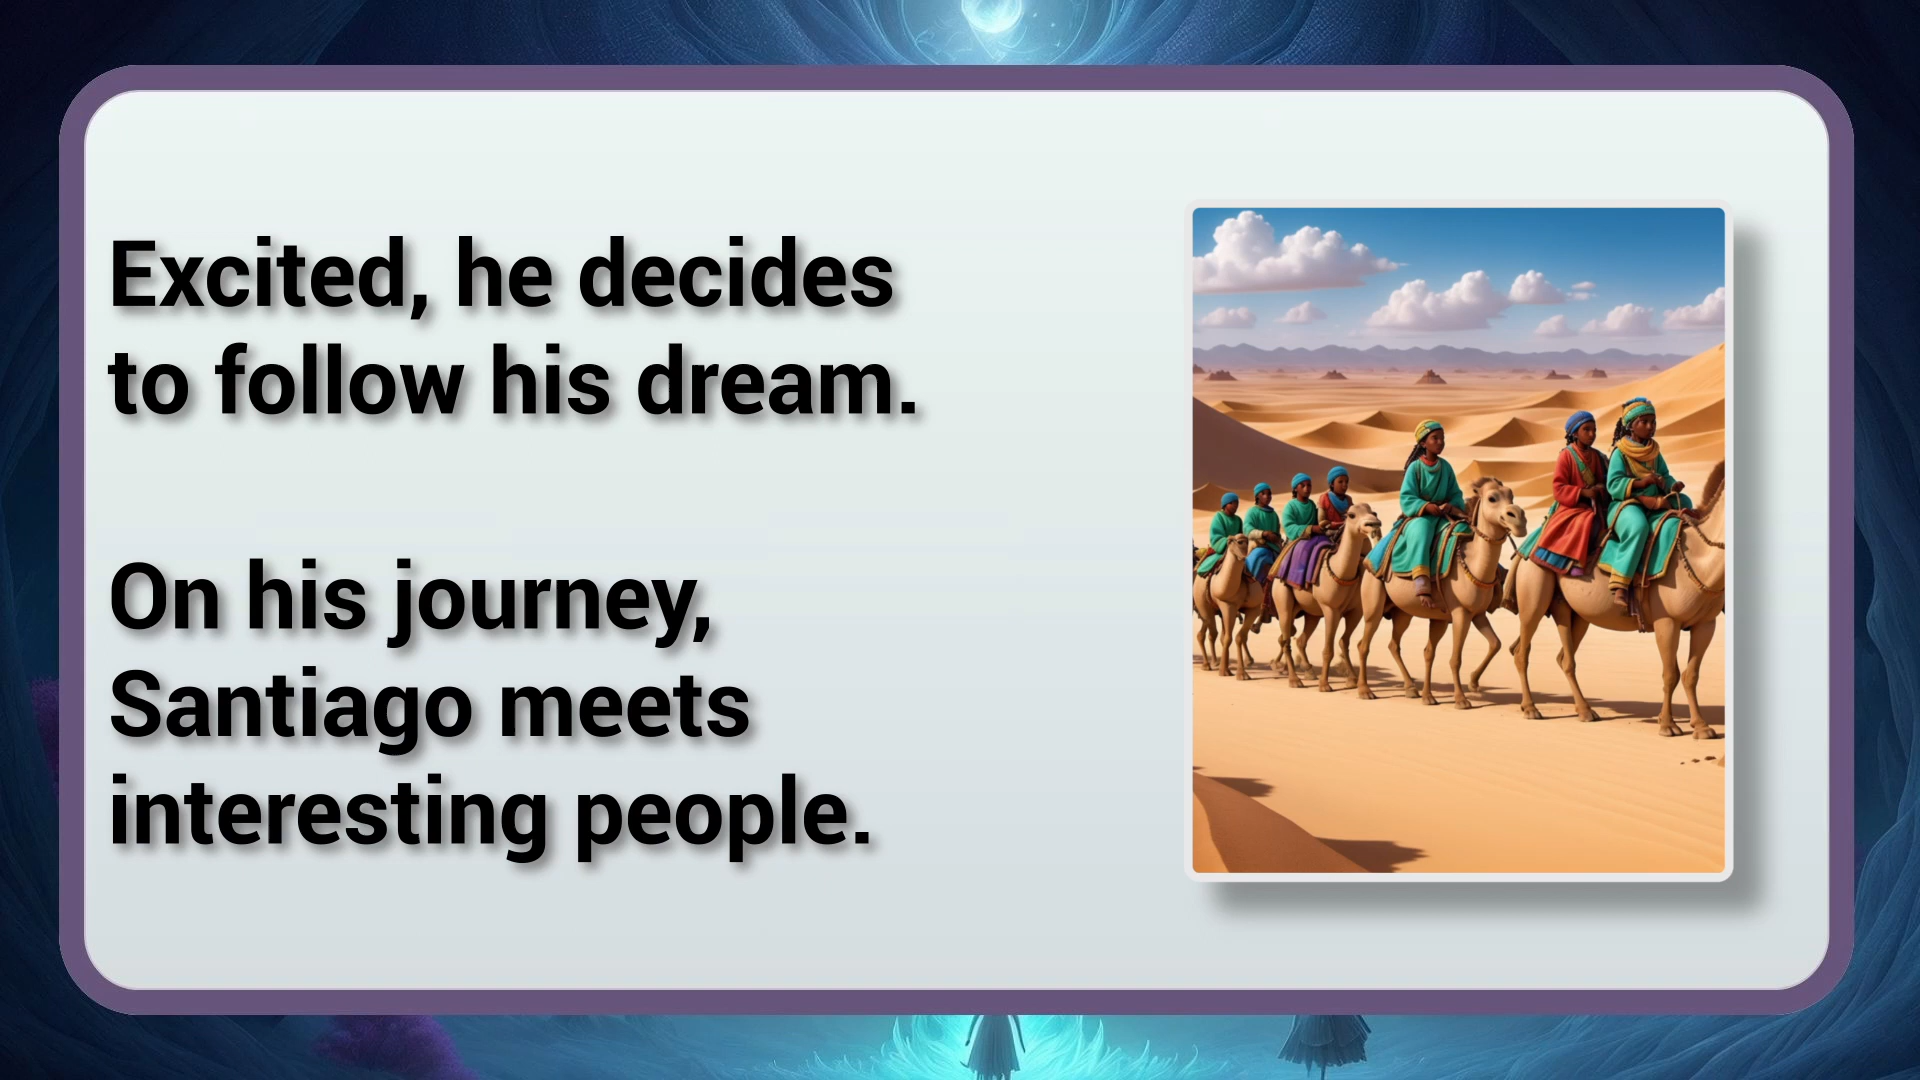 Excited, he decides
to follow his dream.
On his journey,
Santiago meets
interesting people.